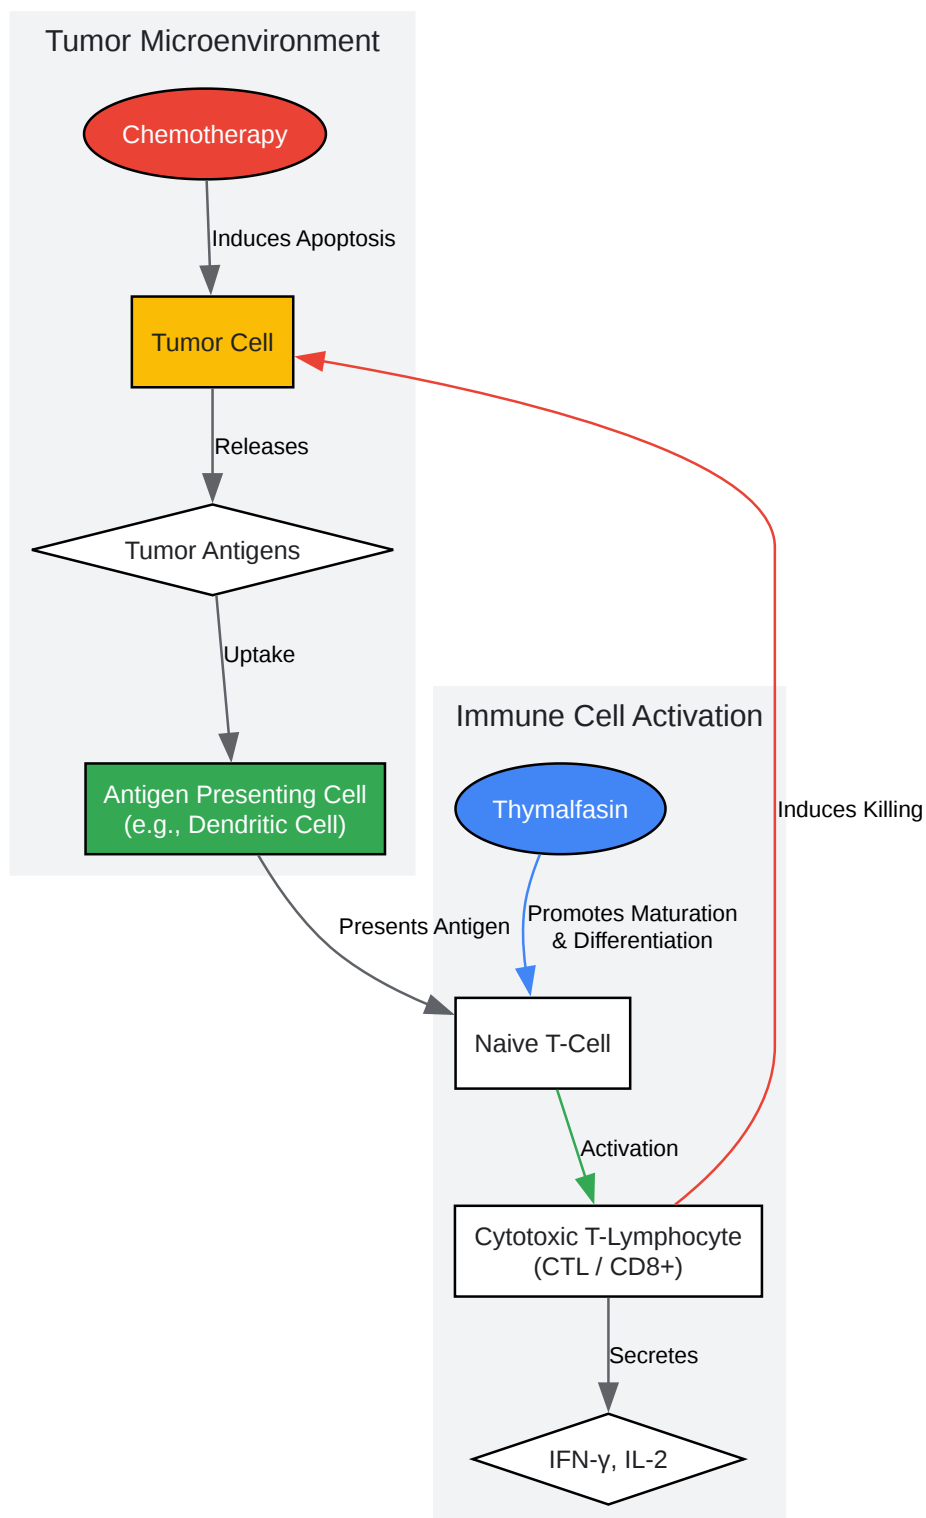 Tumor Microenvironment
Chemotherapy
Induces Apoptosis
Tumor Cell
Releases
Tumor Antigens
Uptake
Antigen Presenting Cell
(e.g., Dendritic Cell)
Presents Antigen
Immune Cell Activation
Thymalfasin
Induces Killing
Promotes Maturation
& Differentiation
Naive T-Cell
Activation
Cytotoxic T-Lymphocyte
(CTL / CD8+)
Secretes
IFN-γ, IL-2